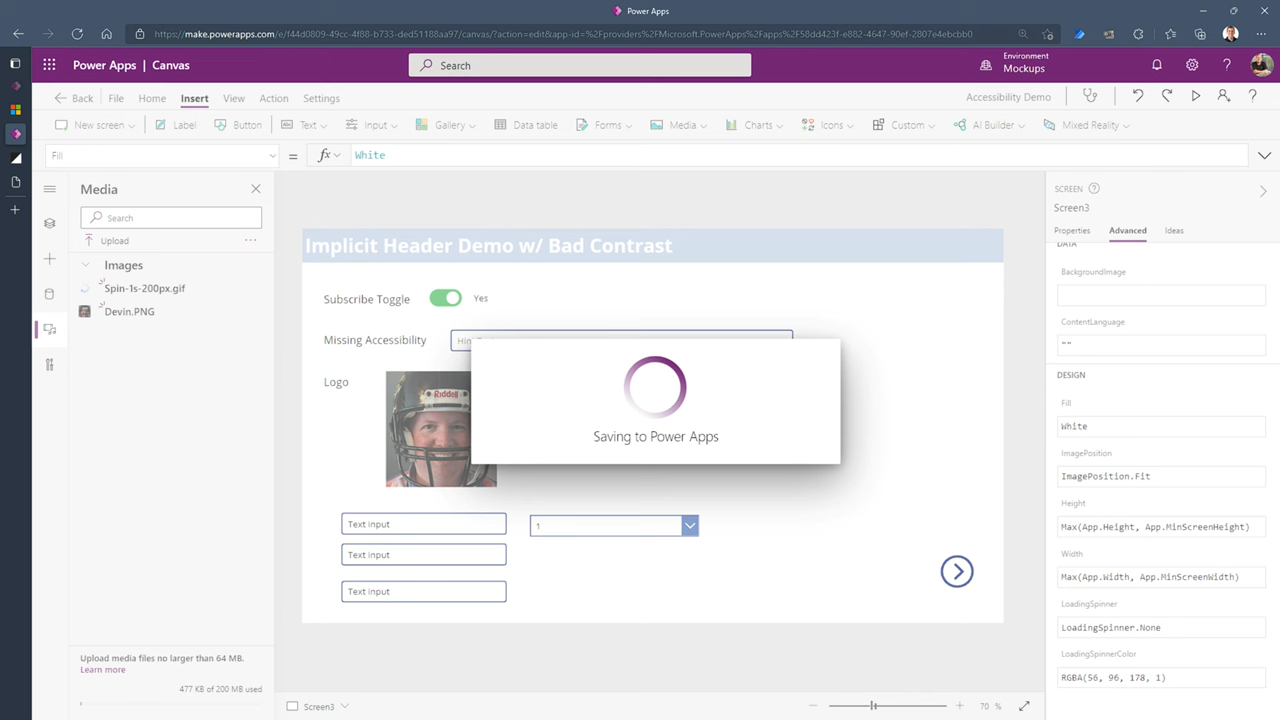 Power Apps
https://make.powerapps.com/e/f44d0809-49cc-4f88-b733-ded51188aa97/canvas/?action=edit&app-id=%2Fproviders%2FMicrosoft.PowerApps%2Fapps%2F58dd423f-e882-4647-90ef-2807e4ebcb0
Power Apps | Canvas
Search
Environment
Mockups
Back File Home Insert View Action Settings
Accessibility Demo
New screen Label Button Text Input Gallery Data table Forms Media Charts Icons Custom AI Builder Mixed Reality
Fill = fx White
Media
Search
Upload
Images
Spin-1s-200px.gif
Devin.PNG
Upload media files no larger than 64 MB.
Learn more
477 KB of 200 MB used
Implicit Header Demo w/ Bad Contrast
Subscribe Toggle Yes
Missing Accessibility
Logo
Riddell
Saving to Power Apps
Text input 1
Text input
Text input
Screen3
70 %
SCREEN
Screen3
Properties Advanced Ideas
DATA
BackgroundImage
ContentLanguage
""
DESIGN
Fill
White
ImagePosition
ImagePosition.Fit
Height
Max(App.Height, App.MinScreenHeight)
Width
Max(App.Width, App.MinScreenWidth)
LoadingSpinner
LoadingSpinner.None
LoadingSpinnerColor
RGBA(56, 96, 178, 1)